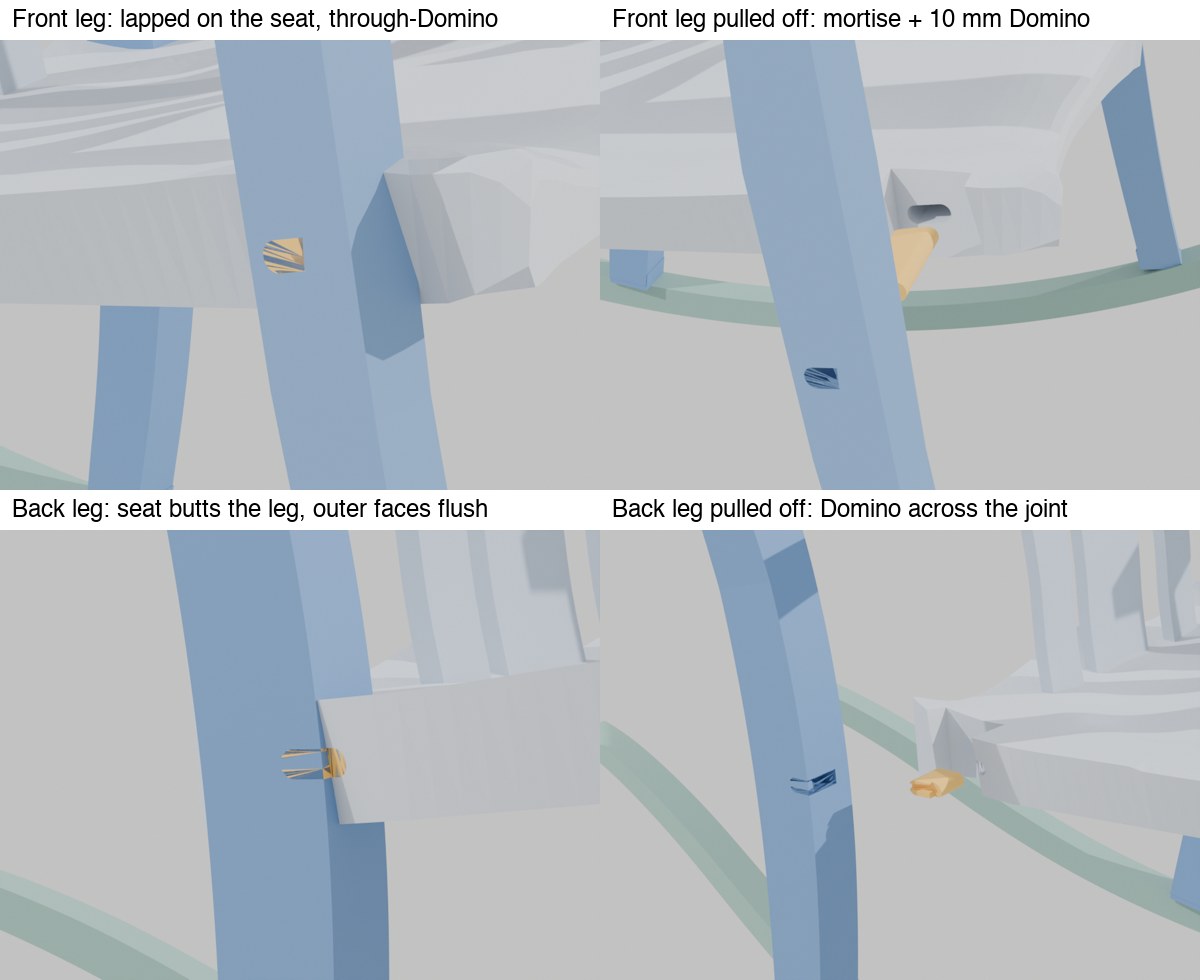 Front leg: lapped on the seat, through-Domino
Front leg pulled off: mortise + 10 mm Domino
Back leg: seat butts the leg, outer faces flush
Back leg pulled off: Domino across the joint